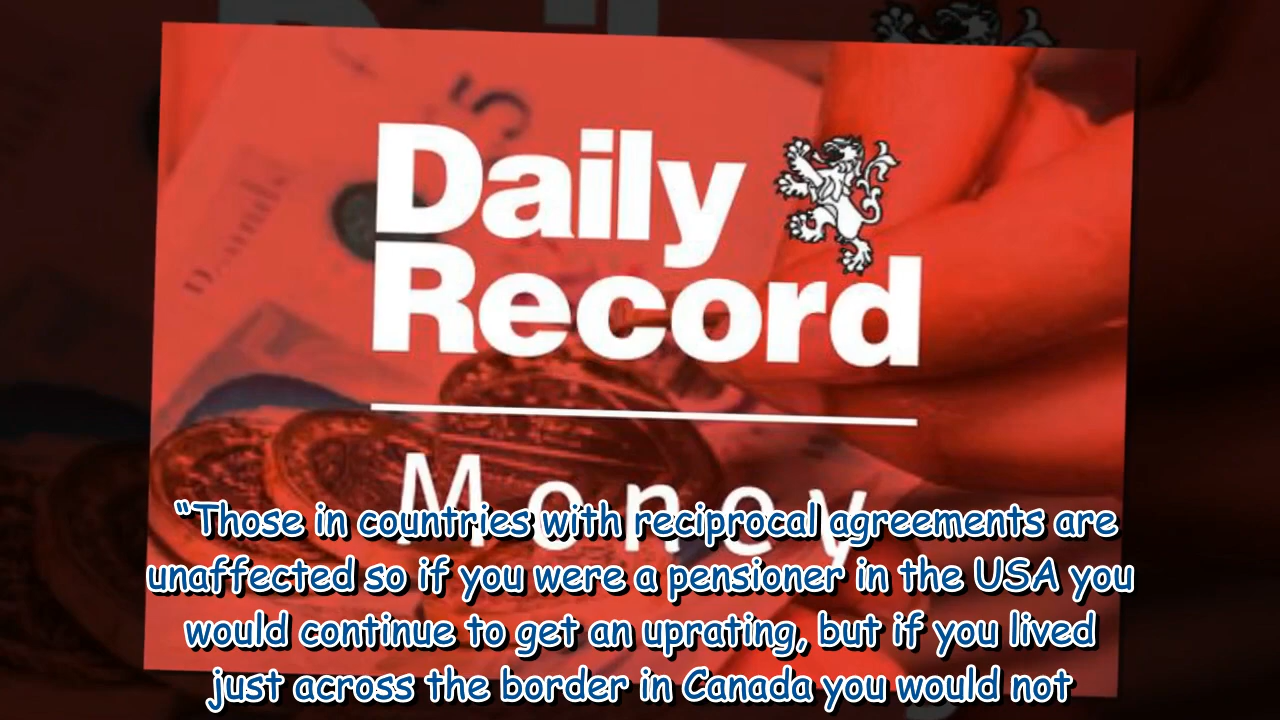 Daily
Record
Money
“Those in countries with reciprocal agreements are
unaffected so if you were a pensioner in the USA you
would continue to get an uprating, but if you lived
just across the border in Canada you would not